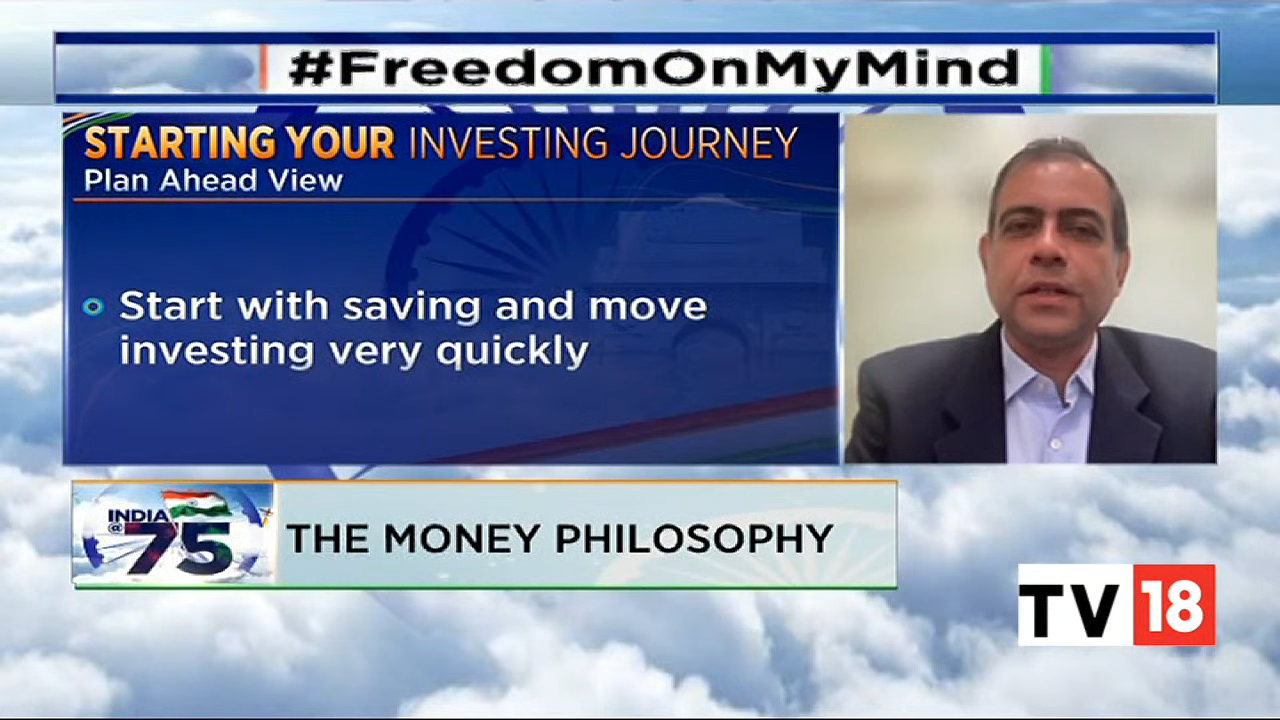 #FreedomOnMyMind
STARTING YOUR INVESTING JOURNEY
Plan Ahead View
Start with saving and move
investing very quickly
INDIA
@
75
THE MONEY PHILOSOPHY
TV18